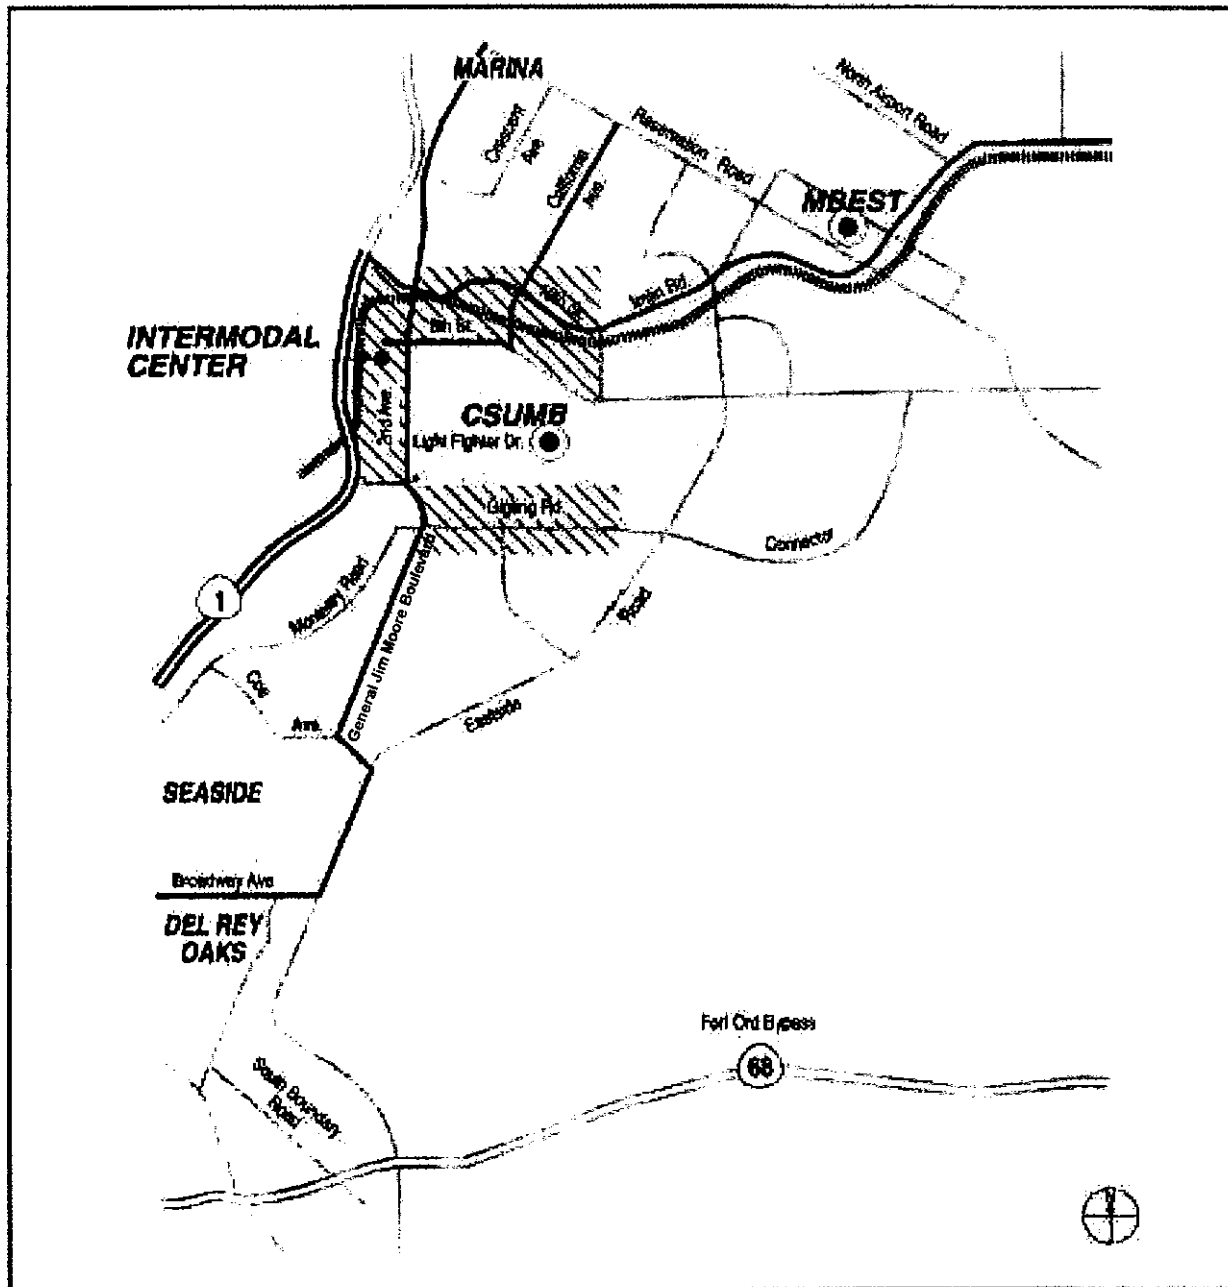 MARINA
North Airport Road
Crescent
Ave
Reservation Road
California
Ave.
MBEST
Imjin Rd.
INTERMODAL
CENTER
8th St.
2nd Ave.
CSUMB
Light Fighter Dr.
Gigling Rd.
Connector
1
Monterey Road
General Jim Moore Boulevard
Road
Coe
Ave.
Eastside
SEASIDE
Broadway Ave
DEL REY
OAKS
Fort Ord Bypass
68
South Boundary
Road
N